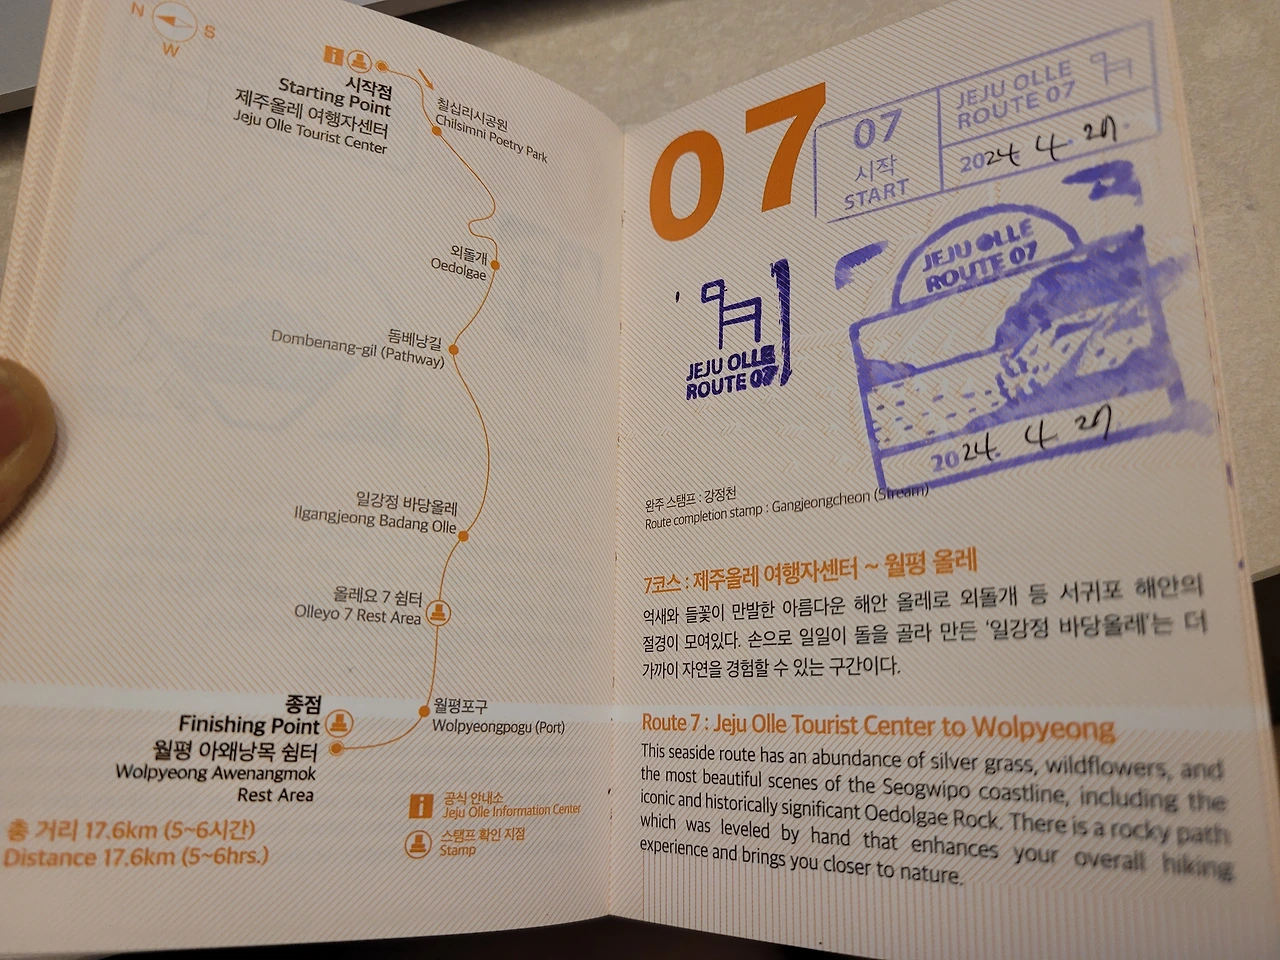 N
S
W
시작점
Starting Point
제주올레 여행자센터
Jeju Olle Tourist Center
칠십리시공원
Chilsimni Poetry Park
외돌개
Oedolgae
돔베낭길
Dombenang-gil (Pathway)
일강정 바당올레
Ilgangjeong Badang Olle
올레요 7 쉼터
Olleyo 7 Rest Area
월평포구
Wolpyeongpogu (Port)
종점
Finishing Point
월평 아왜낭목 쉼터
Wolpyeong Awenangmok
Rest Area
공식 안내소
Jeju Olle Information Center
스탬프 확인 지점
Stamp
총 거리 17.6km (5~6시간)
Distance 17.6km (5~6hrs.)
07
07
시작
START
JEJU OLLE
ROUTE 07
2024 4 27.
JEJU OLLE
ROUTE 07
JEJU OLLE
ROUTE 07
2024. 4 27
완주 스탬프 : 강정천
Route completion stamp : Gangjeongcheon (Stream)
7코스 : 제주올레 여행자센터 ~ 월평 올레
억새와 들꽃이 만발한 아름다운 해안 올레로 외돌개 등 서귀포 해안의
절경이 모여있다. 손으로 일일이 돌을 골라 만든 '일강정 바당올레'는 더
가까이 자연을 경험할 수 있는 구간이다.
Route 7 : Jeju Olle Tourist Center to Wolpyeong
This seaside route has an abundance of silver grass, wildflowers, and
the most beautiful scenes of the Seogwipo coastline, including the
iconic and historically significant Oedolgae Rock. There is a rocky path
which was leveled by hand that enhances your overall hiking
experience and brings you closer to nature.